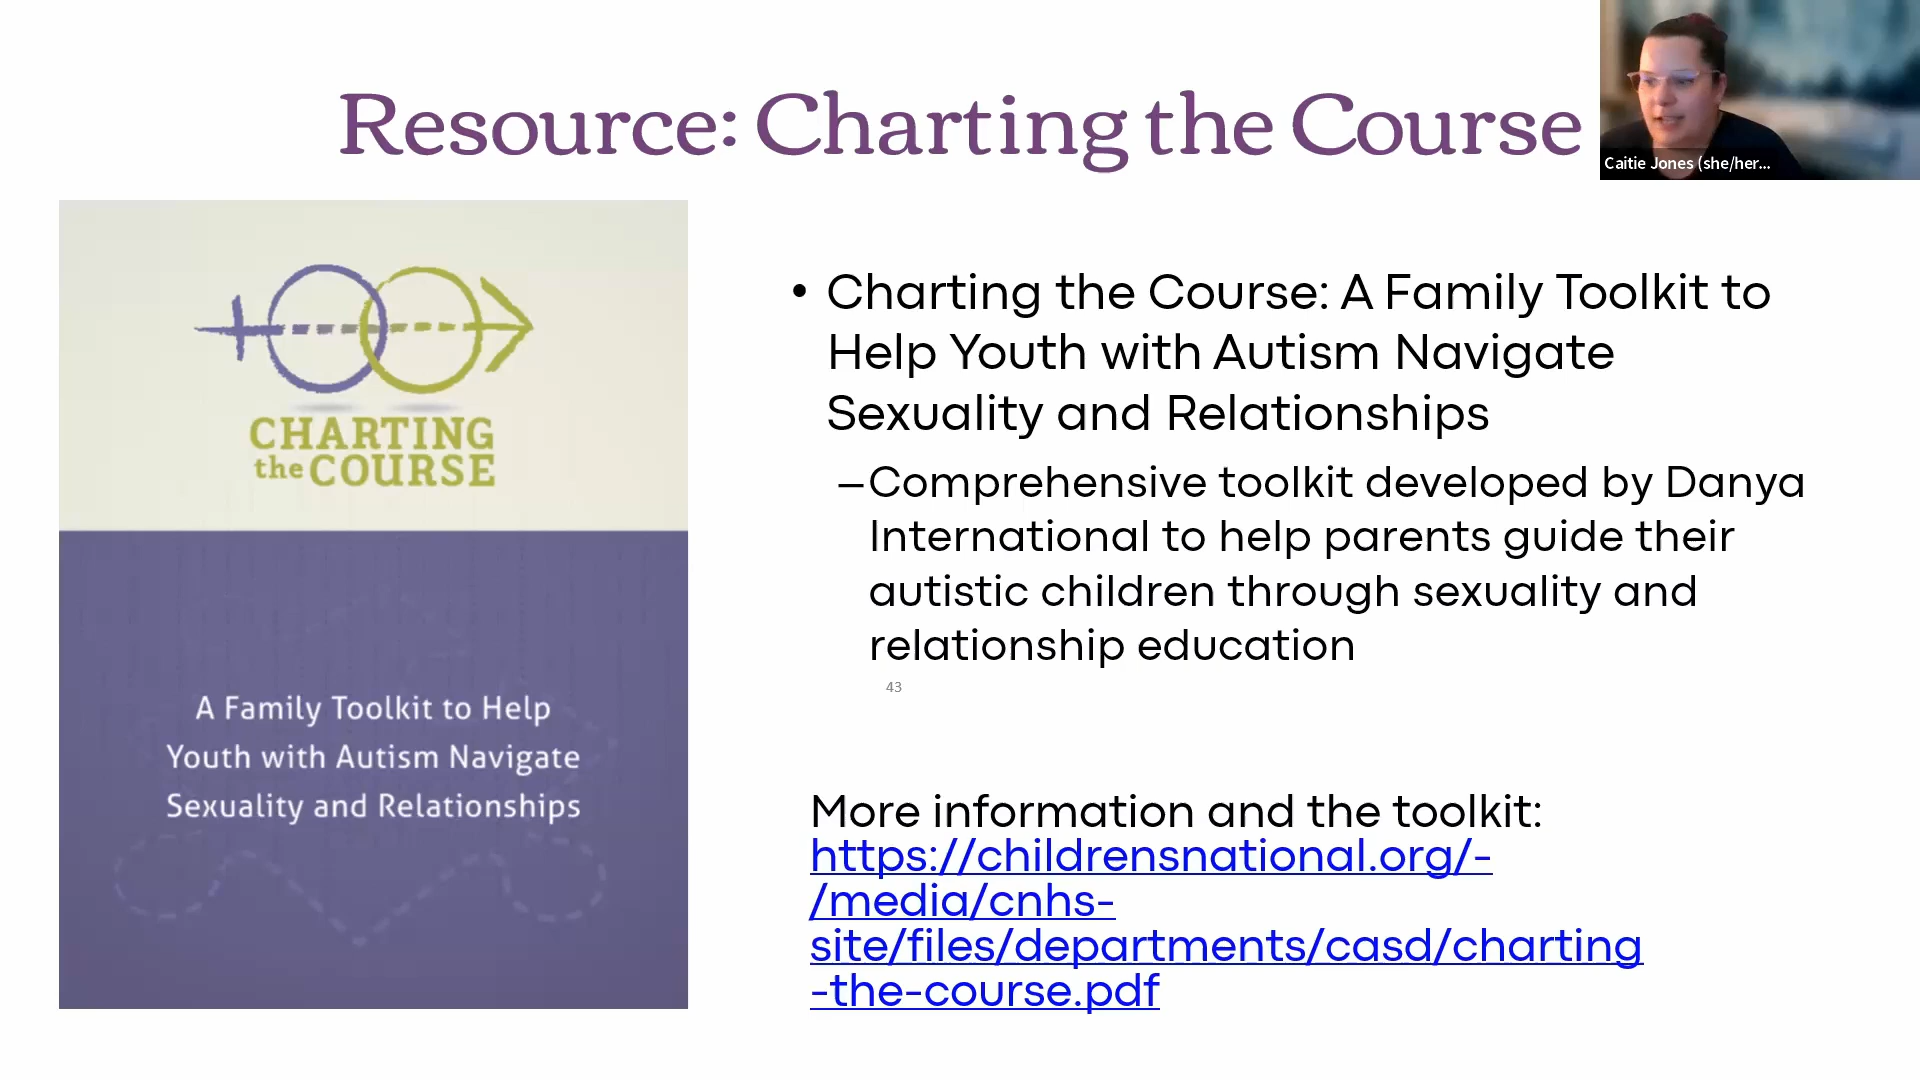 Resource: Charting the Course
Caitie Jones (she/her...
CHARTING
the COURSE
A Family Toolkit to Help
Youth with Autism Navigate
Sexuality and Relationships
• Charting the Course: A Family Toolkit to
Help Youth with Autism Navigate
Sexuality and Relationships
–Comprehensive toolkit developed by Danya
International to help parents guide their
autistic children through sexuality and
relationship education
43
More information and the toolkit:
https://childrensnational.org/-
/media/cnhs-
site/files/departments/casd/charting
-the-course.pdf